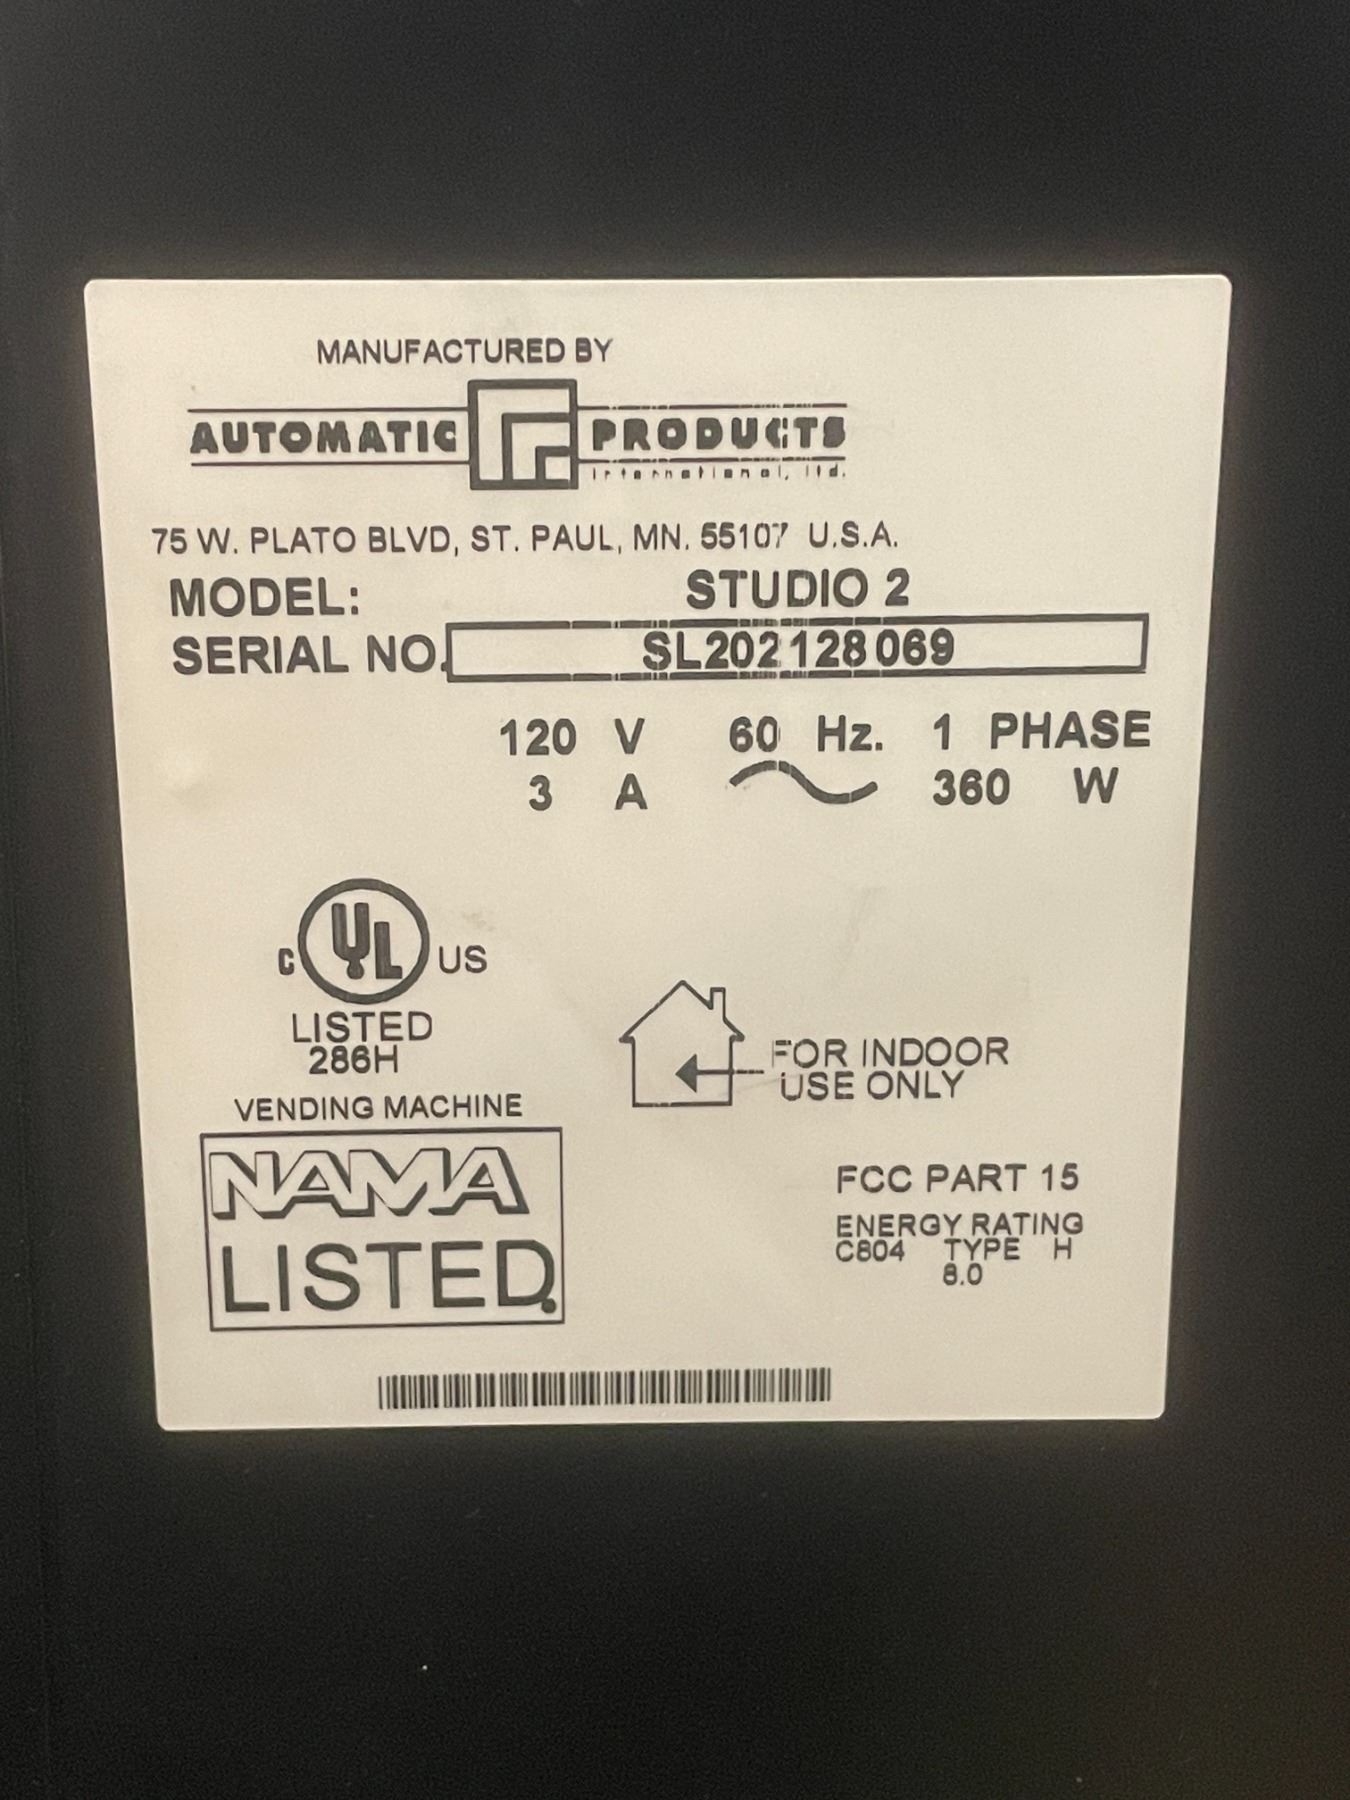 MANUFACTURED BY
AUTOMATIC PRODUCTS
international, ltd.
75 W. PLATO BLVD, ST. PAUL, MN. 55107 U.S.A.
MODEL: STUDIO 2
SERIAL NO. SL202128069
120 V 60 Hz. 1 PHASE
3 A 360 W
C UL US
LISTED
286H
VENDING MACHINE
NAMA
LISTED.
FOR INDOOR
USE ONLY
FCC PART 15
ENERGY RATING
C804 TYPE H
8.0